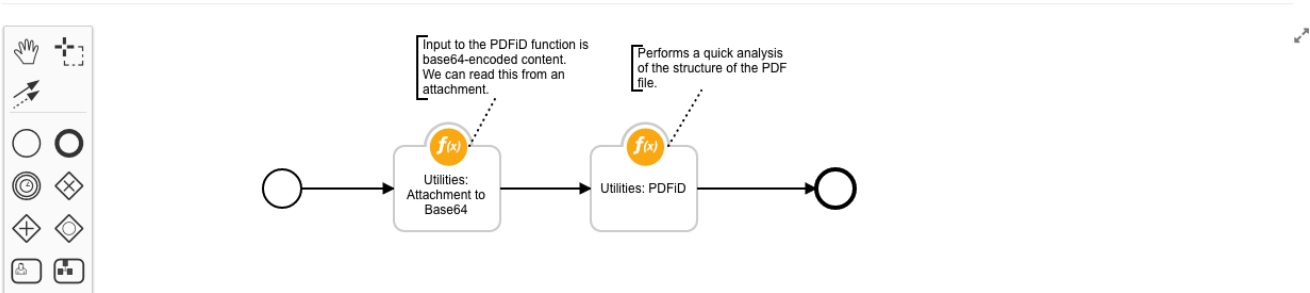 Input to the PDFiD function is
base64-encoded content.
We can read this from an
attachment.
Performs a quick analysis
of the structure of the PDF
file.
f(x)
Utilities:
Attachment to
Base64
f(x)
Utilities: PDFiD